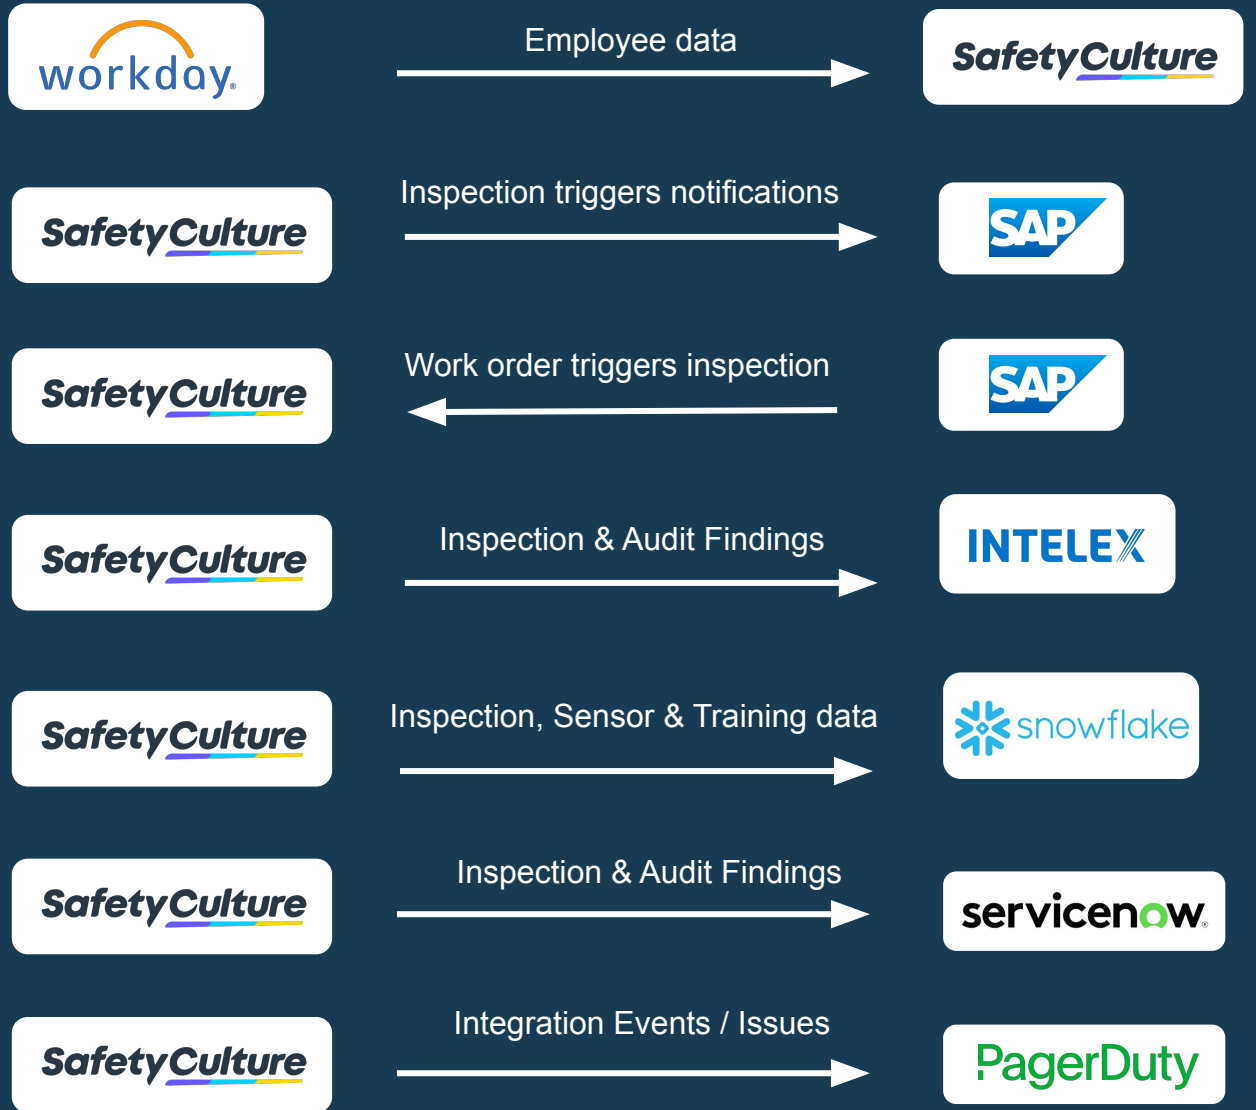 workday®
Employee data
SafetyCulture
SafetyCulture
Inspection triggers notifications
SAP
SafetyCulture
Work order triggers inspection
SAP
SafetyCulture
Inspection & Audit Findings
INTELEX
SafetyCulture
Inspection, Sensor & Training data
snowflake
SafetyCulture
Inspection & Audit Findings
servicenow®
SafetyCulture
Integration Events / Issues
PagerDuty